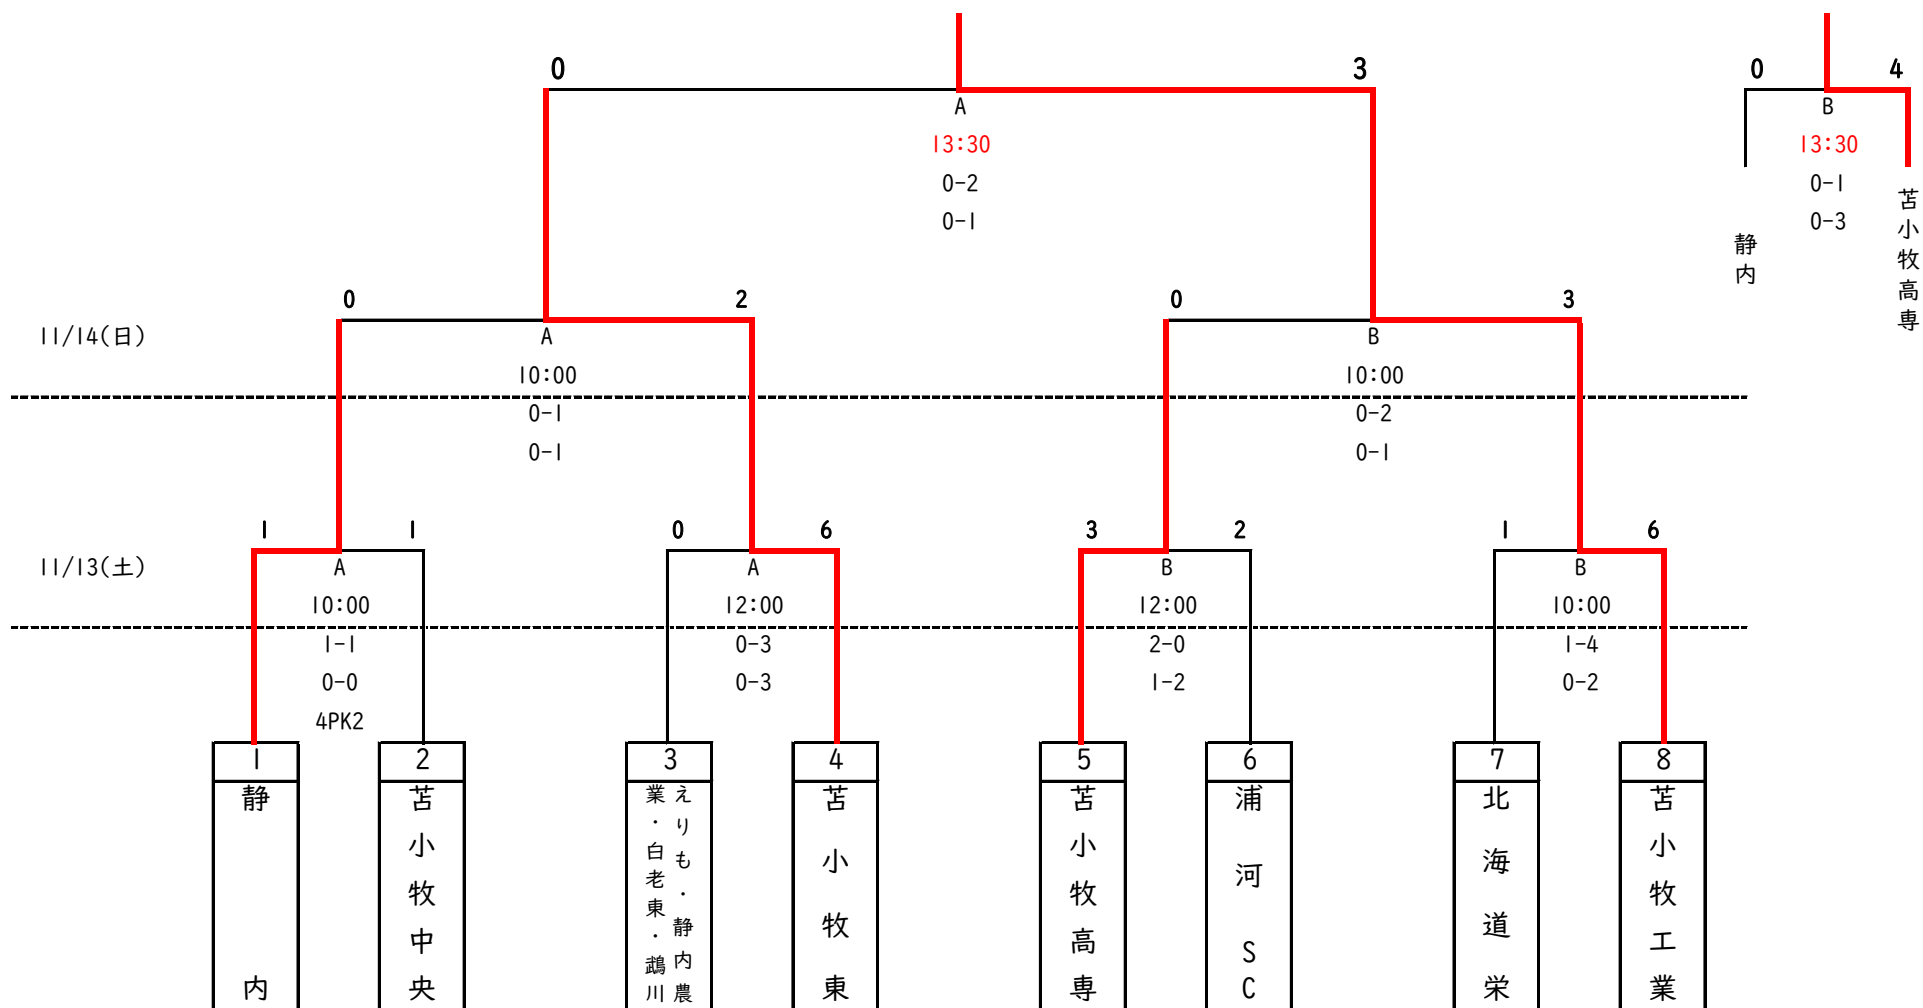 0 3
0 4
A
B
13:30
13:30
0-2
0-1
0-1
0-3
静内
苫小牧高専
0 2
0 3
11/14(日)
A
B
10:00
10:00
0-1
0-2
0-1
0-1
1 1
0 6
3 2
1 6
11/13(土)
A
A
B
B
10:00
12:00
12:00
10:00
1-1
0-3
2-0
1-4
0-0
0-3
1-2
0-2
4PK2
1
静内
2
苫小牧中央
3
えりも・静内農
業・白老東・鵡川
4
苫小牧東
5
苫小牧高専
6
浦河SC
7
北海道栄
8
苫小牧工業